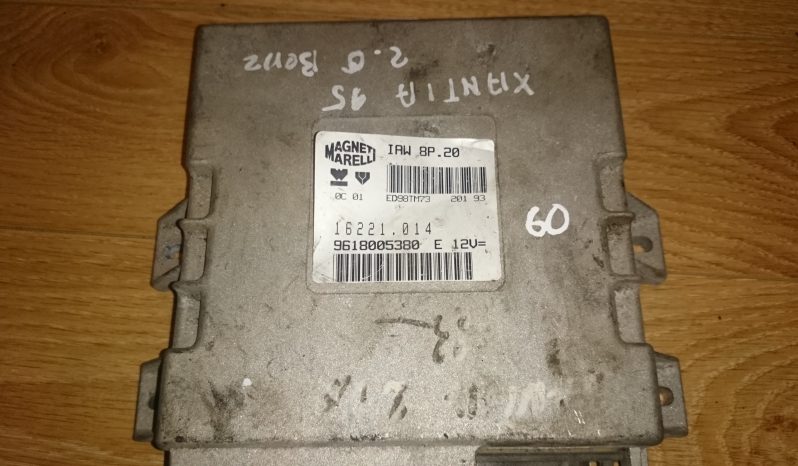 XANTIA 95
2.0 Benz
MAGNETI
MARELLI
IAW 8P.20
0C 01 ED98TM73 201 93
16221.014
9618005380 E 12V=
60